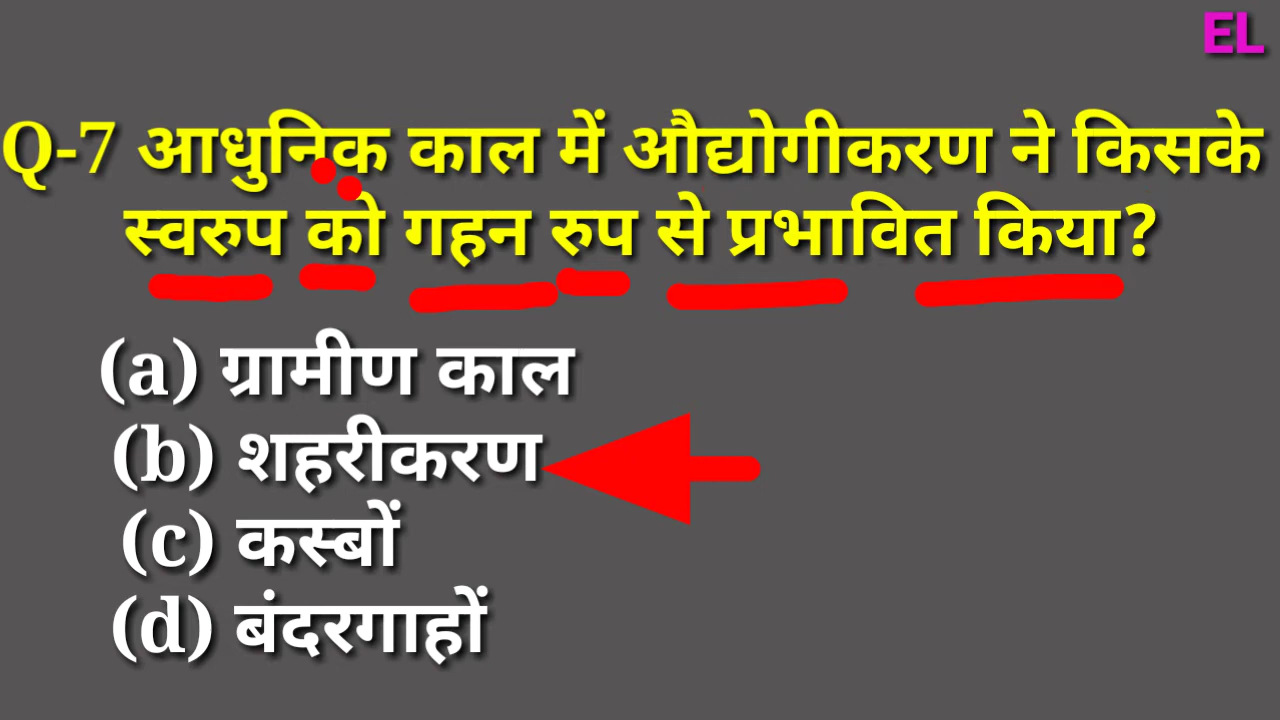 EL
Q-7 आधुनिक काल में औद्योगीकरण ने किसके
स्वरुप को गहन रुप से प्रभावित किया?
(a) ग्रामीण काल
(b) शहरीकरण
(c) कस्बों
(d) बंदरगाहों